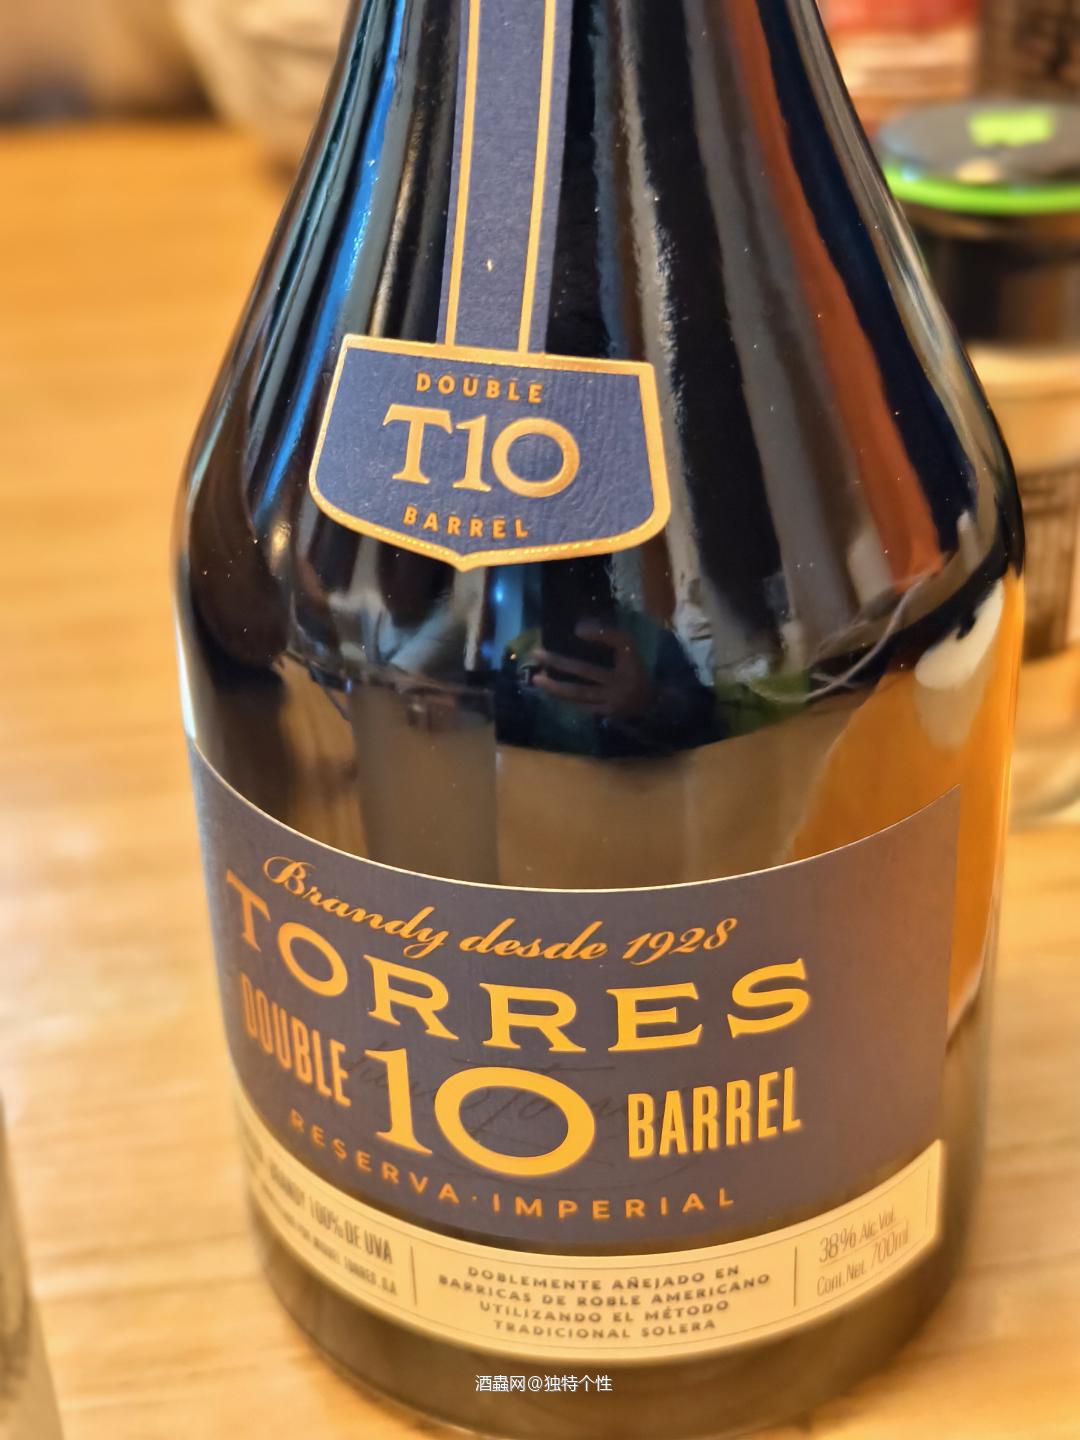 DOUBLE
T10
BARREL
Brandy desde 1928
TORRES
DOUBLE 10 BARREL
RESERVA · IMPERIAL
BRANDY 100% DE UVA
MIGUEL TORRES, S.A.
DOBLEMENTE AÑEJADO EN
BARRICAS DE ROBLE AMERICANO
UTILIZANDO EL MÉTODO
TRADICIONAL SOLERA
38% Alc. Vol.
Cont. Net. 700ml
酒蟲网@独特个性